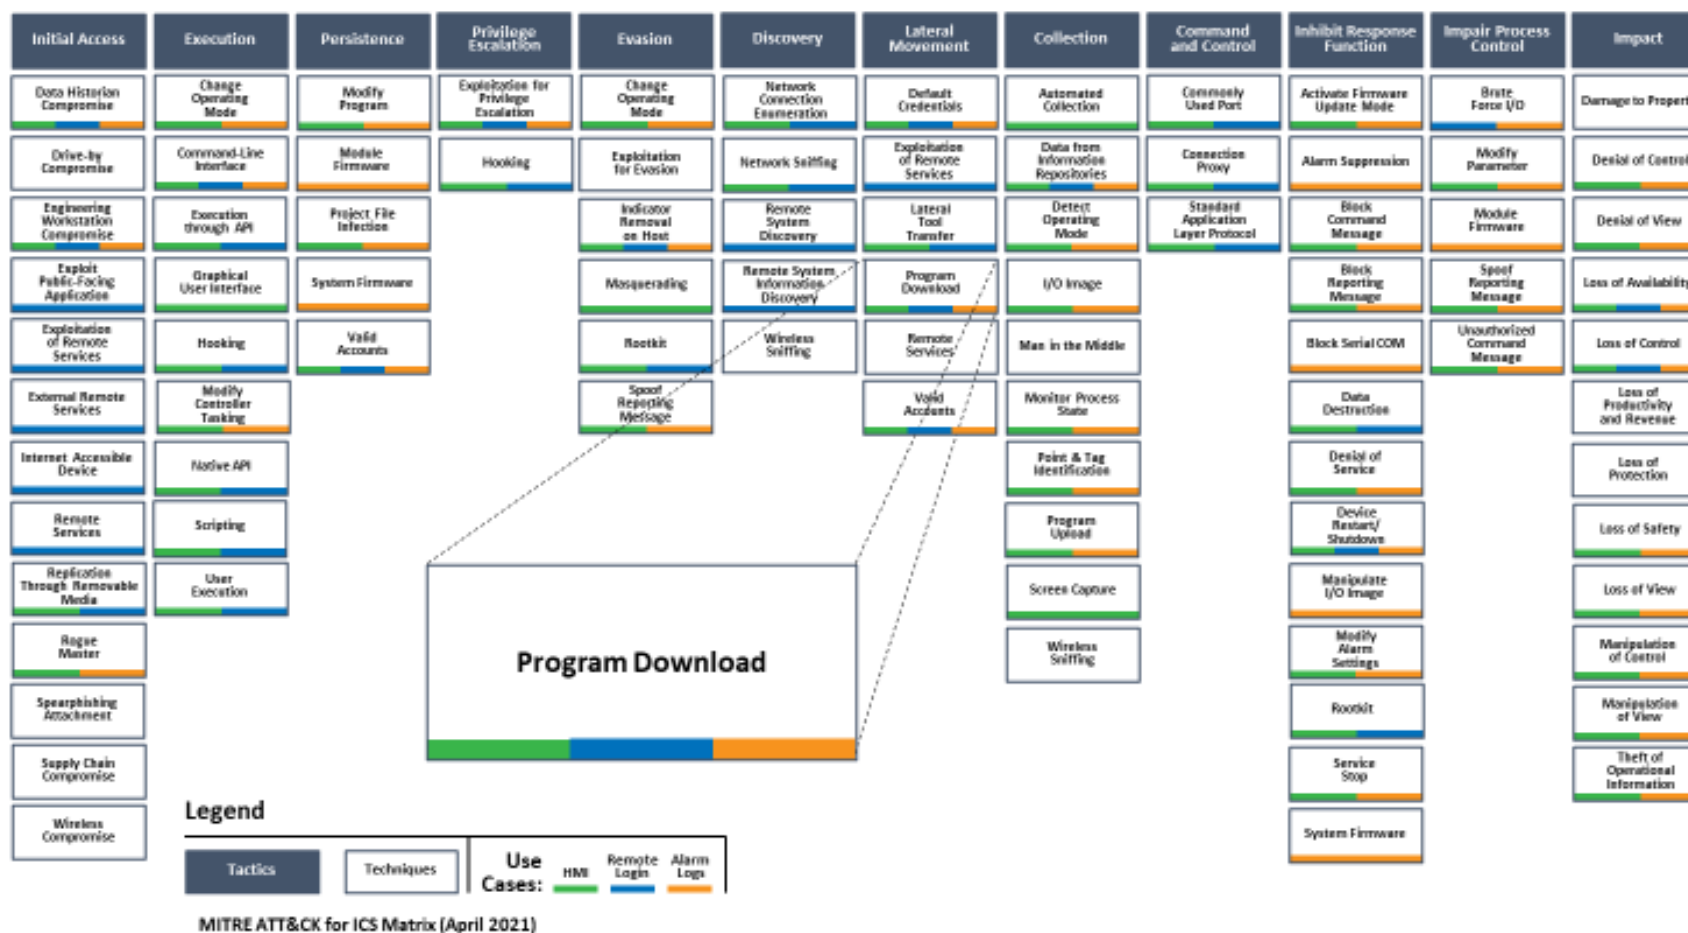 Initial Access
Execution
Persistence
Privilege
Escalation
Evasion
Discovery
Lateral
Movement
Collection
Command
and Control
Inhibit Response
Function
Impair Process
Control
Impact
Data Historian
Compromise
Drive-by
Compromise
Engineering
Workstation
Compromise
Exploit
Public-Facing
Application
Exploitation
of Remote
Services
External Remote
Services
Internet Accessible
Device
Remote
Services
Replication
Through Removable
Media
Rogue
Master
Spearphishing
Attachment
Supply Chain
Compromise
Wireless
Compromise
Change
Operating
Mode
Command-Line
Interface
Execution
through API
Graphical
User Interface
Hooking
Modify
Controller
Tasking
Native API
Scripting
User
Execution
Modify
Program
Module
Firmware
Project File
Infection
System Firmware
Valid
Accounts
Exploitation for
Privilege
Escalation
Hooking
Change
Operating
Mode
Exploitation
for Evasion
Indicator
Removal
on Host
Masquerading
Rootkit
Spoof
Reporting
Message
Network
Connection
Enumeration
Network Sniffing
Remote
System
Discovery
Remote System
Information
Discovery
Wireless
Sniffing
Default
Credentials
Exploitation
of Remote
Services
Lateral
Tool
Transfer
Program
Download
Remote
Services
Valid
Accounts
Automated
Collection
Data from
Information
Repositories
Detect
Operating
Mode
I/O Image
Man in the Middle
Monitor Process
State
Point & Tag
Identification
Program
Upload
Screen Capture
Wireless
Sniffing
Commonly
Used Port
Connection
Proxy
Standard
Application
Layer Protocol
Activate Firmware
Update Mode
Alarm Suppression
Block
Command
Message
Block
Reporting
Message
Block Serial COM
Data
Destruction
Denial of
Service
Device
Restart/
Shutdown
Manipulate
I/O Image
Modify
Alarm
Settings
Rootkit
Service
Stop
System Firmware
Brute
Force I/O
Modify
Parameter
Module
Firmware
Spoof
Reporting
Message
Unauthorized
Command
Message
Damage to Propert
Denial of Control
Denial of View
Loss of Availability
Loss of Control
Loss of
Productivity
and Revenue
Loss of
Protection
Loss of Safety
Loss of View
Manipulation
of Control
Manipulation
of View
Theft of
Operational
Information
Program Download
Legend
Tactics
Techniques
Use
Cases:
HMI
Remote
Login
Alarm
Logs
MITRE ATT&CK for ICS Matrix (April 2021)